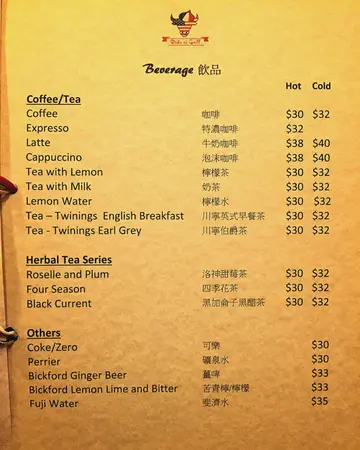 Beverage 飲品
Hot Cold
Coffee/Tea
Coffee 咖啡 $30 $32
Expresso 特濃咖啡 $32
Latte 牛奶咖啡 $38 $40
Cappuccino 泡沫咖啡 $38 $40
Tea with Lemon 檸檬茶 $30 $32
Tea with Milk 奶茶 $30 $32
Lemon Water 檸檬水 $30 $32
Tea – Twinings English Breakfast 川寧英式早餐茶 $30 $32
Tea - Twinings Earl Grey 川寧伯爵茶 $30 $32
Herbal Tea Series
Roselle and Plum 洛神甜莓茶 $30 $32
Four Season 四季花茶 $30 $32
Black Current 黑加侖子黑醋茶 $30 $32
Others
Coke/Zero 可樂 $30
Perrier 礦泉水 $30
Bickford Ginger Beer 薑啤 $33
Bickford Lemon Lime and Bitter 苦青檸/檸檬 $33
Fuji Water 斐濟水 $35